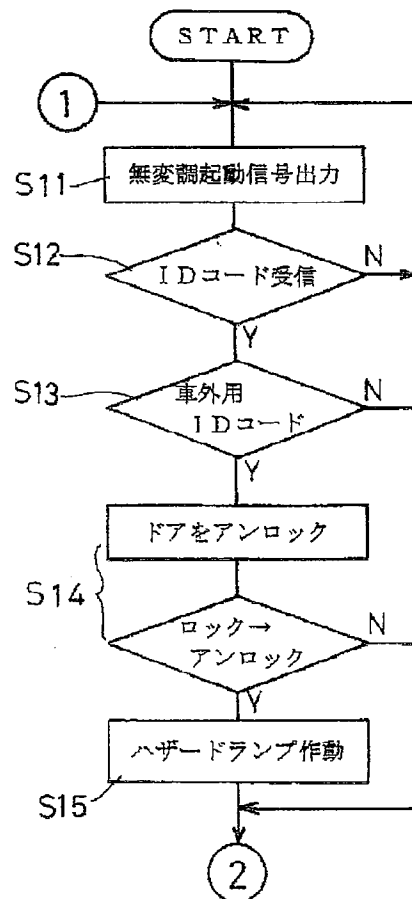 START
1
S11
無変調起動信号出力
S12
IDコード受信
N
Y
S13
車外用
IDコード
N
Y
S14
ドアをアンロック
ロック→
アンロック
N
Y
ハザードランプ作動
S15
2